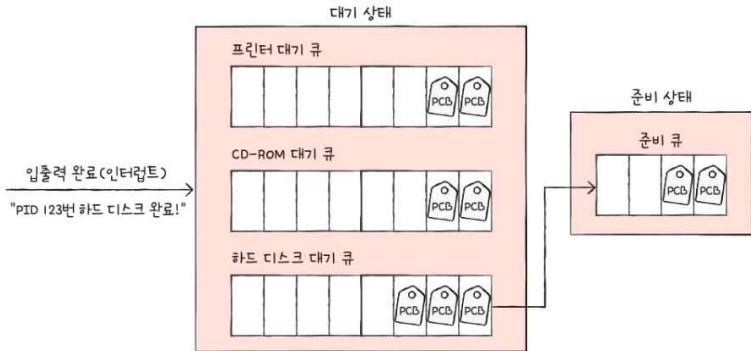 대기 상태
프린터 대기 큐
PCB PCB
CD-ROM 대기 큐
PCB PCB
하드 디스크 대기 큐
PCB PCB PCB
입출력 완료(인터럽트)
"PID 123번 하드 디스크 완료!"
준비 상태
준비 큐
PCB PCB